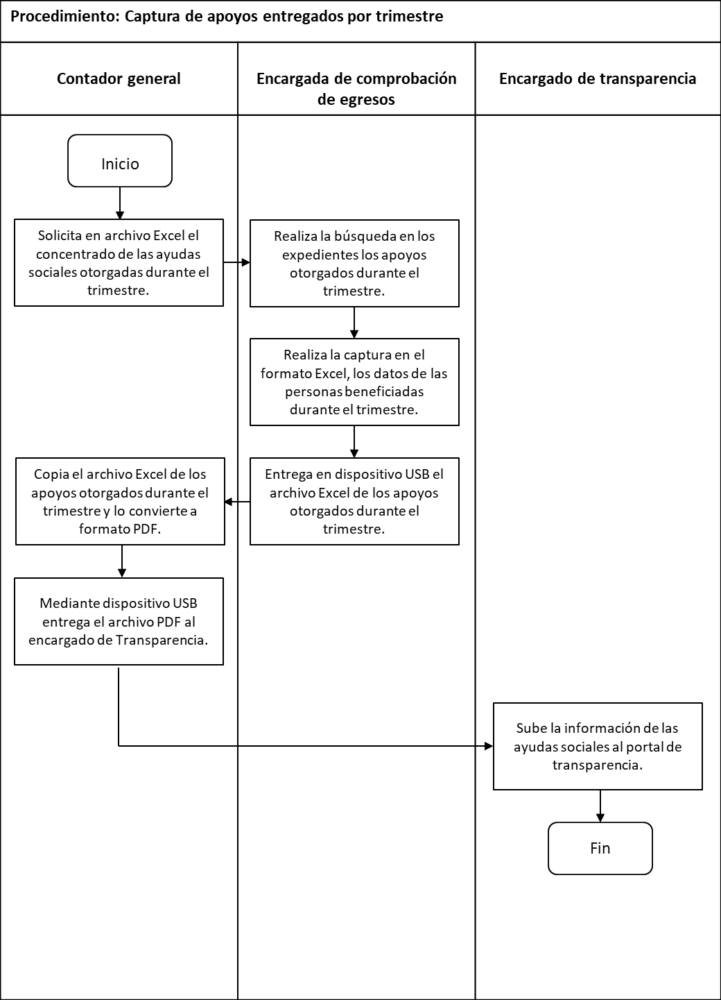 Procedimiento: Captura de apoyos entregados por trimestre
Contador general
Encargada de comprobación
de egresos
Encargado de transparencia
Inicio
Solicita en archivo Excel el
concentrado de las ayudas
sociales otorgadas durante el
trimestre.
Realiza la búsqueda en los
expedientes los apoyos
otorgados durante el
trimestre.
Realiza la captura en el
formato Excel, los datos de las
personas beneficiadas
durante el trimestre.
Entrega en dispositivo USB el
archivo Excel de los apoyos
otorgados durante el
trimestre.
Copia el archivo Excel de los
apoyos otorgados durante el
trimestre y lo convierte a
formato PDF.
Mediante dispositivo USB
entrega el archivo PDF al
encargado de Transparencia.
Sube la información de las
ayudas sociales al portal de
transparencia.
Fin